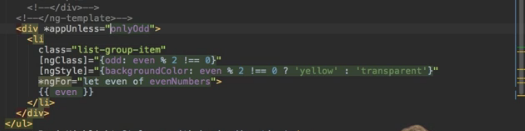 <!--</div>-->
<!--</ng-template>-->
<div *appUnless="onlyOdd">
<li
class="list-group-item"
[ngClass]="{odd: even % 2 !== 0}"
[ngStyle]="{backgroundColor: even % 2 !== 0 ? 'yellow' : 'transparent'}"
*ngFor="let even of evenNumbers">
{{ even }}
</li>
</div>
</ul>